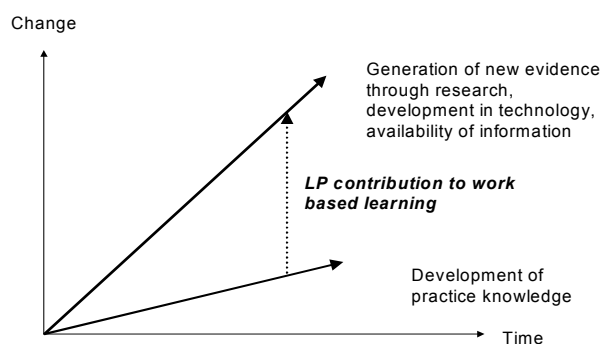 Change
Generation of new evidence
through research,
development in technology,
availability of information
LP contribution to work
based learning
Development of
practice knowledge
Time